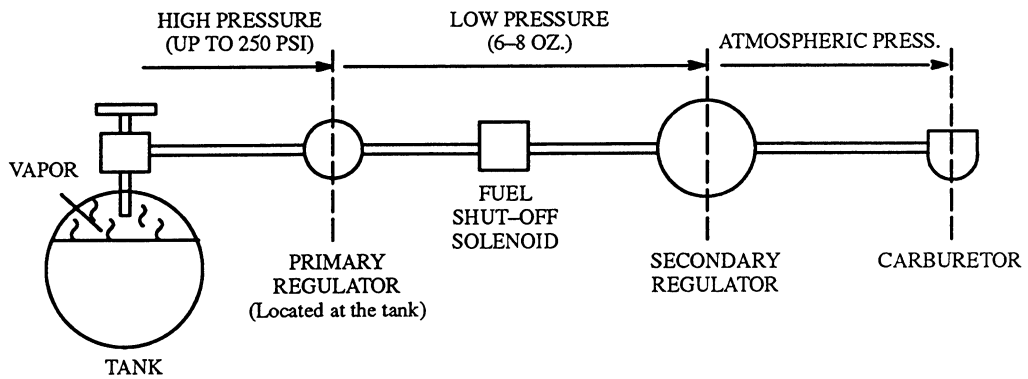 HIGH PRESSURE
(UP TO 250 PSI)
LOW PRESSURE
(6–8 OZ.)
ATMOSPHERIC PRESS.
VAPOR
FUEL
SHUT–OFF
SOLENOID
PRIMARY
REGULATOR
(Located at the tank)
SECONDARY
REGULATOR
CARBURETOR
TANK